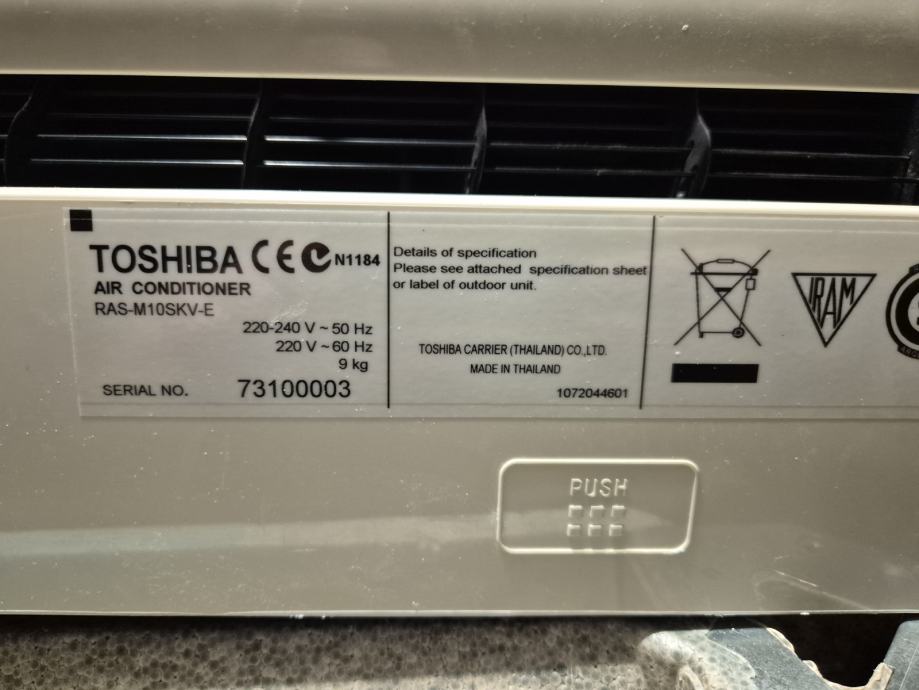 TOSHIBA CE N1184
AIR CONDITIONER
RAS-M10SKV-E
220-240 V ~ 50 Hz
220 V ~ 60 Hz
9 kg
SERIAL NO. 73100003
Details of specification
Please see attached specification sheet
or label of outdoor unit.
TOSHIBA CARRIER (THAILAND) CO.,LTD.
MADE IN THAILAND
1072044601
IRAM
PUSH